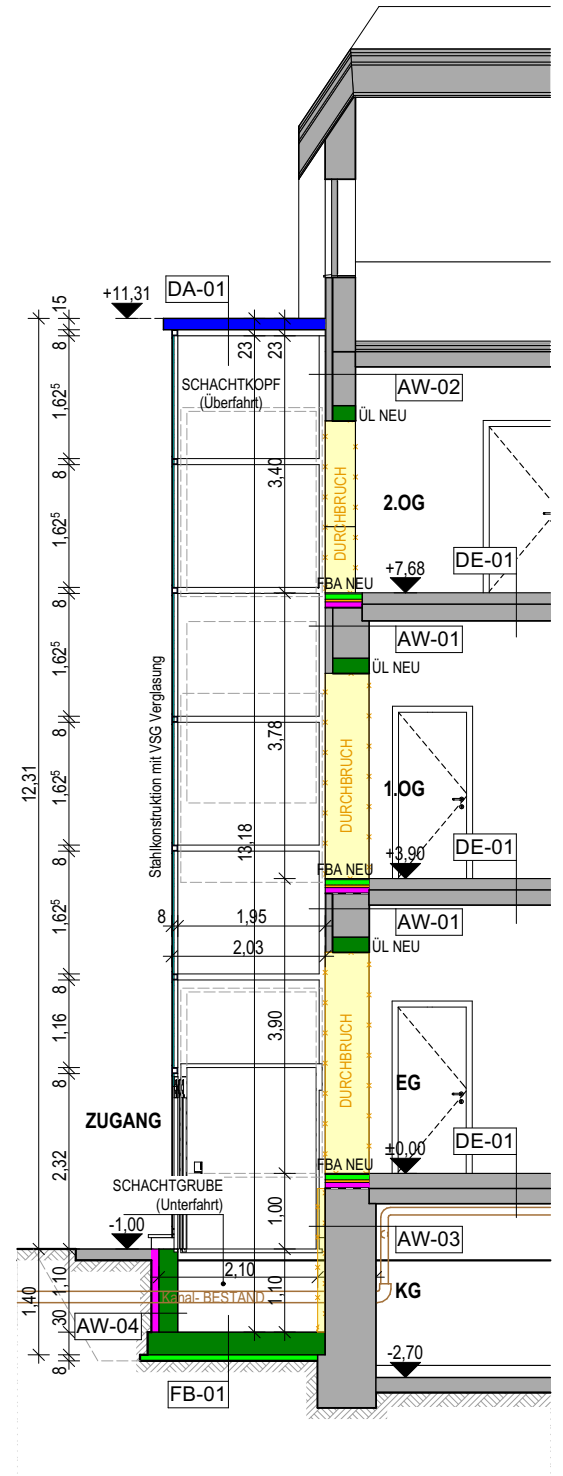 15
+11,31
DA-01
8
23
23
SCHACHTKOPF
(Überfahrt)
AW-02
1,62⁵
ÜL NEU
8
3,40
DURCHBRUCH
2.OG
1,62⁵
DE-01
+7,68
FBA NEU
8
AW-01
1,62⁵
ÜL NEU
Stahlkonstruktion mit VSG Verglasung
8
3,78
DURCHBRUCH
1.OG
12,31
1,62⁵
13,18
DE-01
+3,90
8
FBA NEU
AW-01
1,62⁵
8
1,95
ÜL NEU
2,03
8
1,16
3,90
DURCHBRUCH
8
EG
ZUGANG
±0,00
DE-01
2,32
FBA NEU
SCHACHTGRUBE
(Unterfahrt)
1,00
-1,00
AW-03
2,10
1,10
1,10
Kanal- BESTAND
KG
1,40
30
AW-04
-2,70
8
FB-01